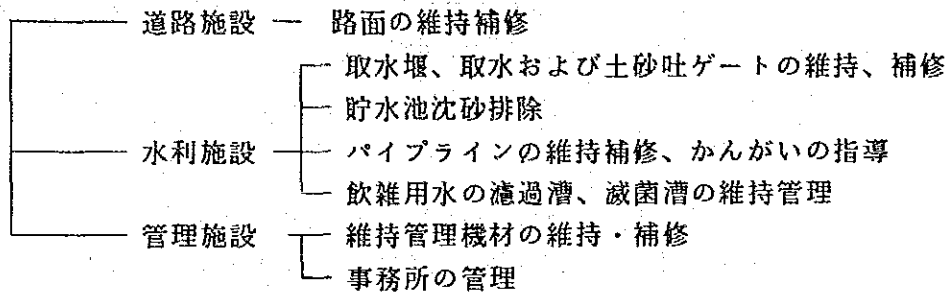 道路施設 ― 路面の維持補修
取水堰、取水および土砂吐ゲートの維持、補修
貯水池沈砂排除
水利施設 パイプラインの維持補修、かんがいの指導
飲雑用水の濾過槽、滅菌槽の維持管理
管理施設 維持管理機材の維持・補修
事務所の管理